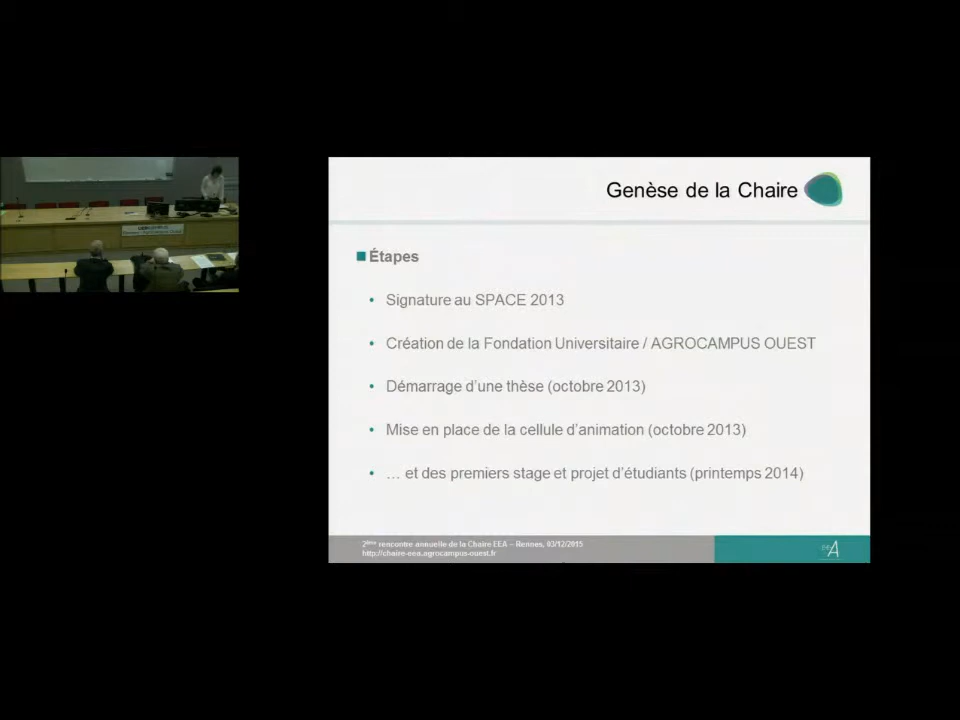 Genèse de la Chaire
Étapes
• Signature au SPACE 2013
• Création de la Fondation Universitaire / AGROCAMPUS OUEST
• Démarrage d'une thèse (octobre 2013)
• Mise en place de la cellule d'animation (octobre 2013)
• … et des premiers stage et projet d'étudiants (printemps 2014)
2ème rencontre annuelle de la Chaire EEA – Rennes, 03/12/2015
http://chaire-eea.agrocampus-ouest.fr